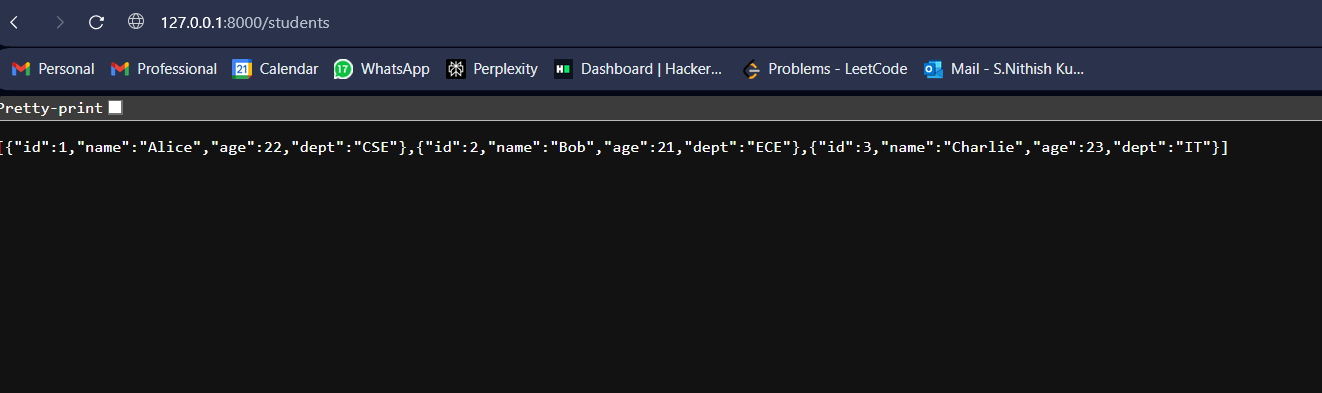 127.0.0.1:8000/students
Personal Professional 21 Calendar 17 WhatsApp Perplexity H Dashboard | Hacker... Problems - LeetCode Mail - S.Nithish Ku...
Pretty-print
[{"id":1,"name":"Alice","age":22,"dept":"CSE"},{"id":2,"name":"Bob","age":21,"dept":"ECE"},{"id":3,"name":"Charlie","age":23,"dept":"IT"}]